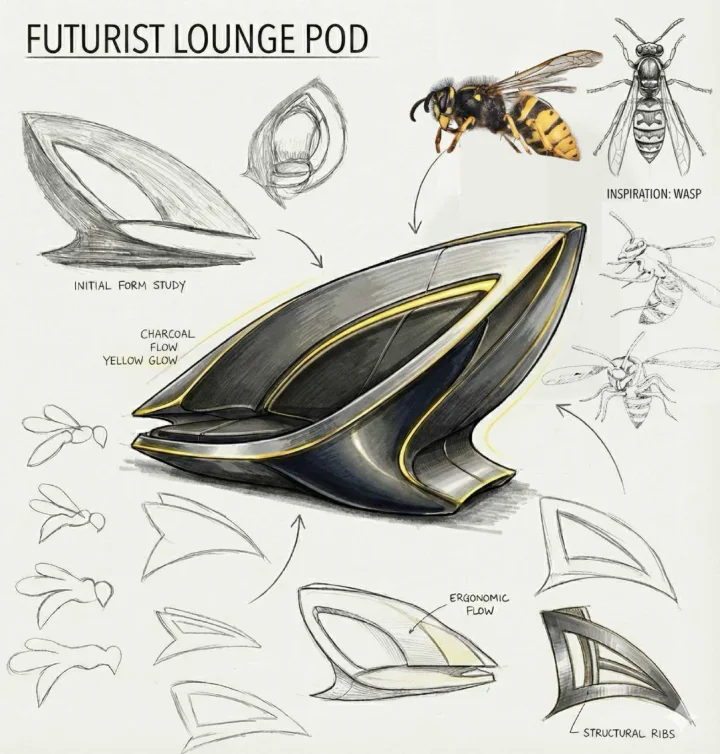 FUTURIST LOUNGE POD
INSPIRATION: WASP
INITIAL FORM STUDY
CHARCOAL
FLOW
YELLOW GLOW
ERGONOMIC
FLOW
STRUCTURAL RIBS